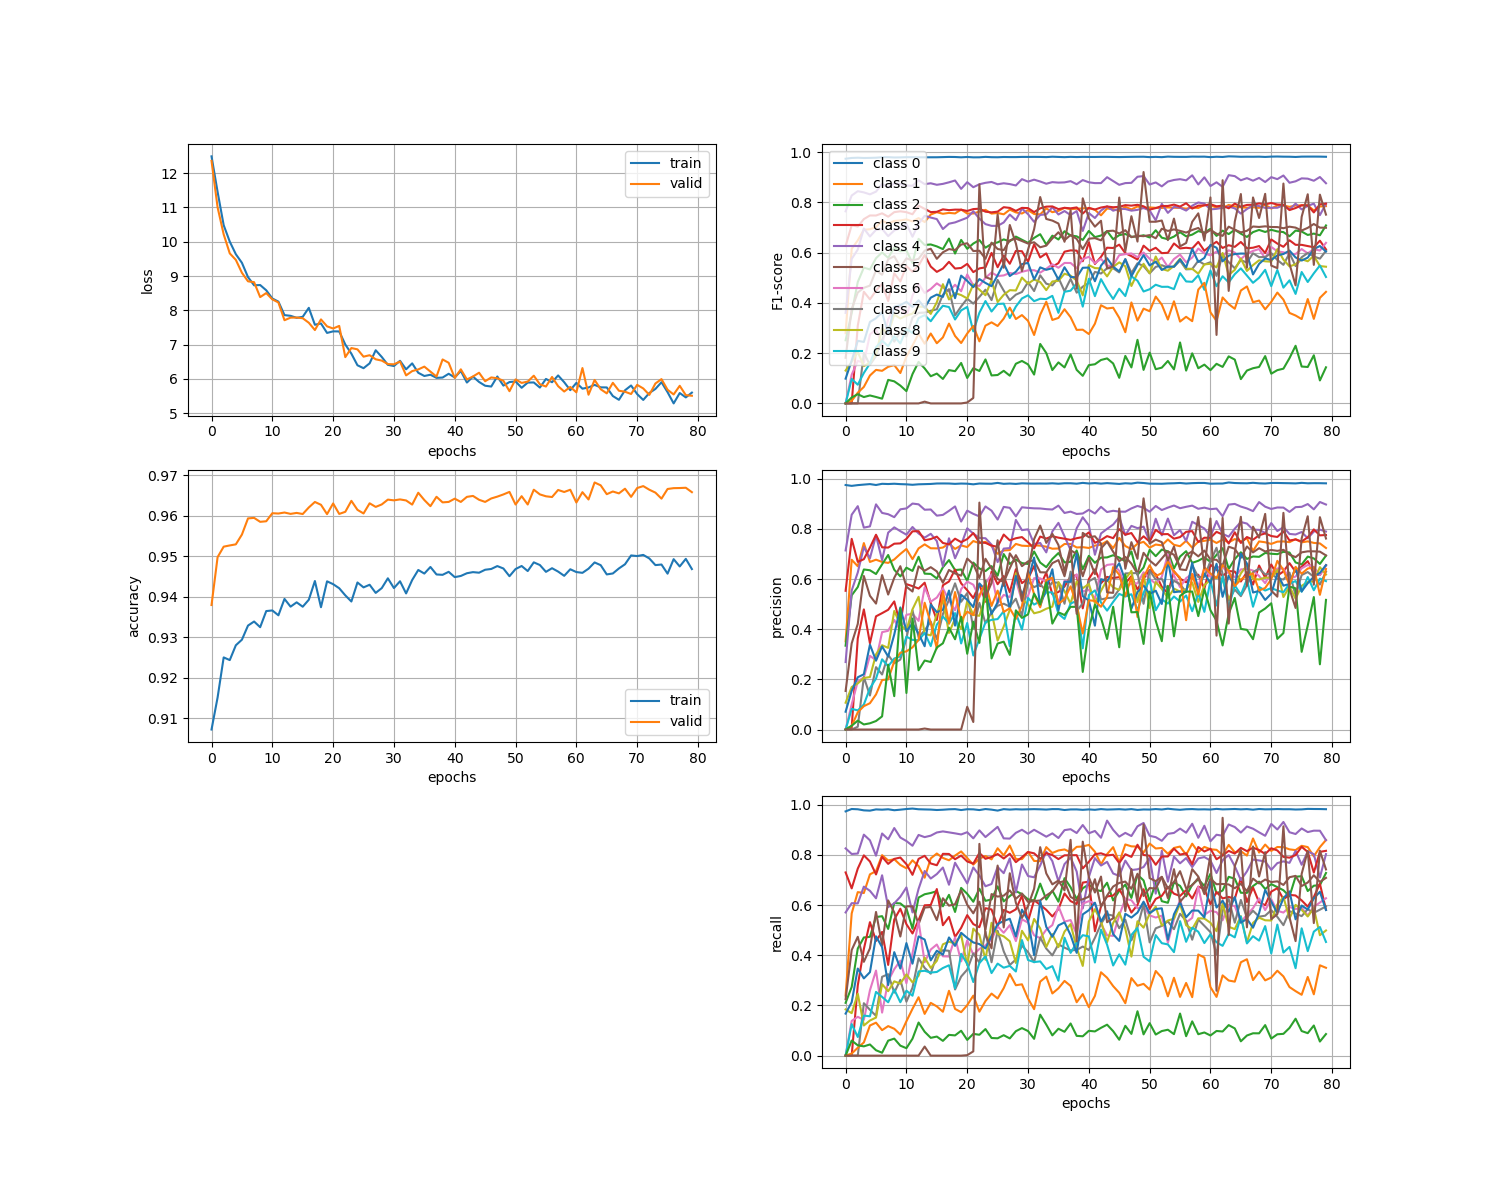 12
11
10
9
8
7
6
5
loss
train
valid
0 10 20 30 40 50 60 70 80
epochs
1.0
0.8
0.6
0.4
0.2
0.0
F1-score
class 0
class 1
class 2
class 3
class 4
class 5
class 6
class 7
class 8
class 9
0 10 20 30 40 50 60 70 80
epochs
0.97
0.96
0.95
0.94
0.93
0.92
0.91
accuracy
train
valid
0 10 20 30 40 50 60 70 80
epochs
1.0
0.8
0.6
0.4
0.2
0.0
precision
0 10 20 30 40 50 60 70 80
epochs
1.0
0.8
0.6
0.4
0.2
0.0
recall
0 10 20 30 40 50 60 70 80
epochs